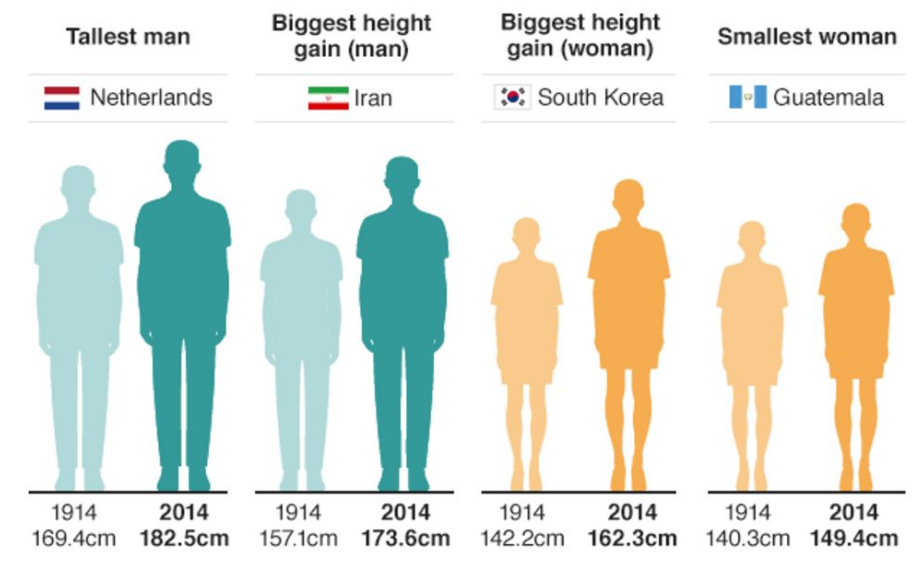 Tallest man
Netherlands
1914
169.4cm
2014
182.5cm
Biggest height
gain (man)
Iran
1914
157.1cm
2014
173.6cm
Biggest height
gain (woman)
South Korea
1914
142.2cm
2014
162.3cm
Smallest woman
Guatemala
1914
140.3cm
2014
149.4cm